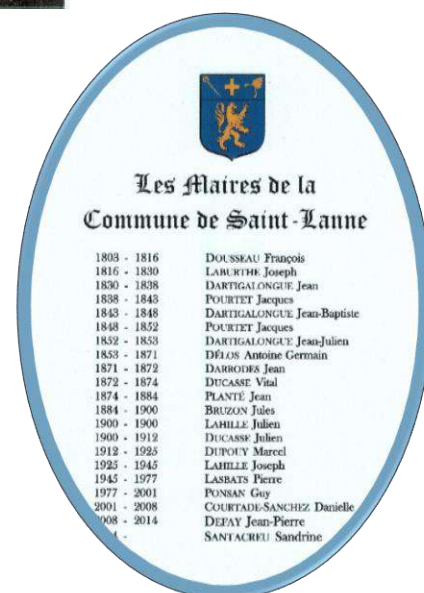 Les Maires de la
Commune de Saint-Lanne
1803 - 1816 DOUSSEAU François
1816 - 1830 LABURTHE Joseph
1830 - 1838 DARTIGALONGUE Jean
1838 - 1843 POURTET Jacques
1843 - 1848 DARTIGALONGUE Jean-Baptiste
1848 - 1852 POURTET Jacques
1852 - 1853 DARTIGALONGUE Jean-Julien
1853 - 1871 DÉLOS Antoine Germain
1871 - 1872 DARRODES Jean
1872 - 1874 DUCASSE Vital
1874 - 1884 PLANTÉ Jean
1884 - 1900 BRUZON Jules
1900 - 1900 LAHILLE Julien
1900 - 1912 DUCASSE Julien
1912 - 1925 DUPOUY Marcel
1925 - 1945 LAHILLE Joseph
1945 - 1977 LASBATS Pierre
1977 - 2001 PONSAN Guy
2001 - 2008 COURTADE-SANCHEZ Danielle
2008 - 2014 DEFAY Jean-Pierre
- SANTACREU Sandrine